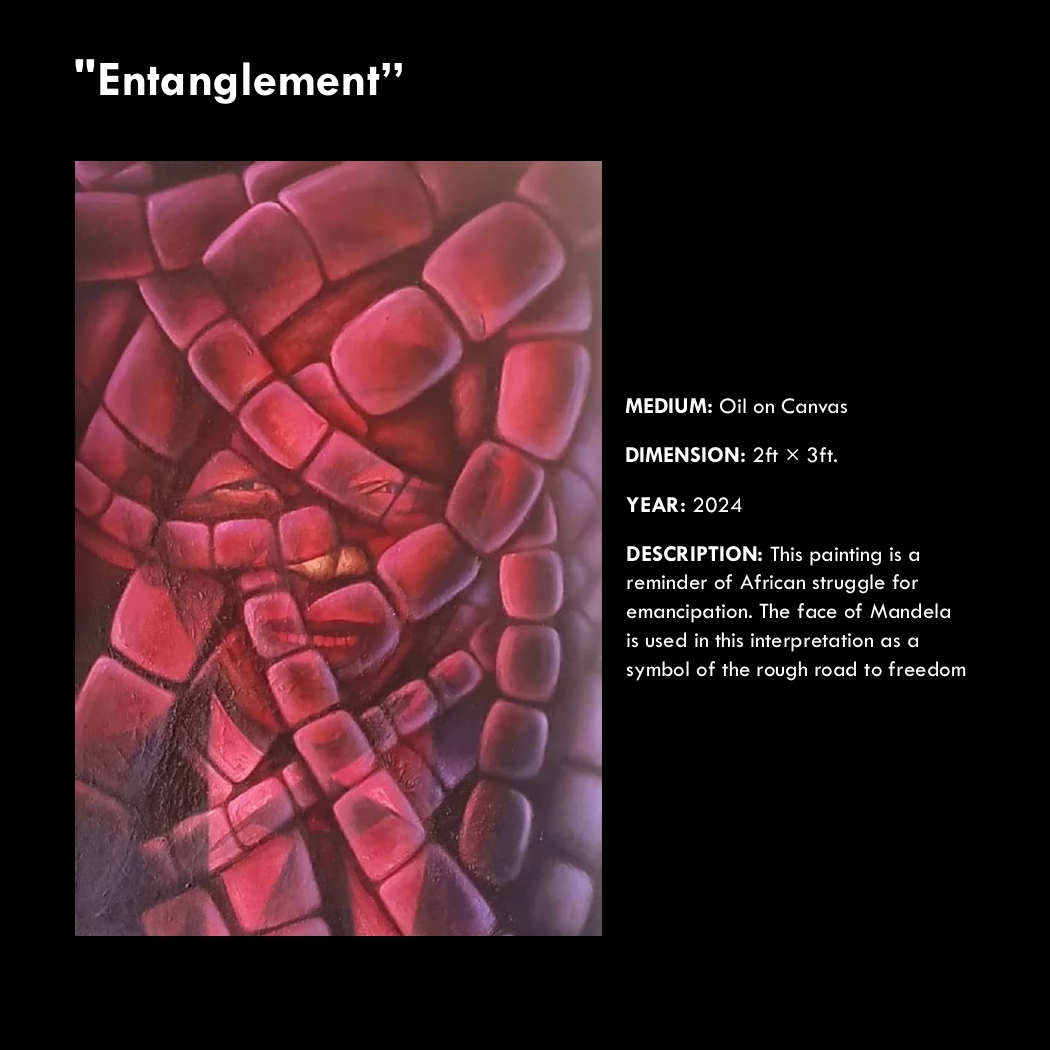 "Entanglement”
MEDIUM: Oil on Canvas
DIMENSION: 2ft × 3ft.
YEAR: 2024
DESCRIPTION: This painting is a
reminder of African struggle for
emancipation. The face of Mandela
is used in this interpretation as a
symbol of the rough road to freedom